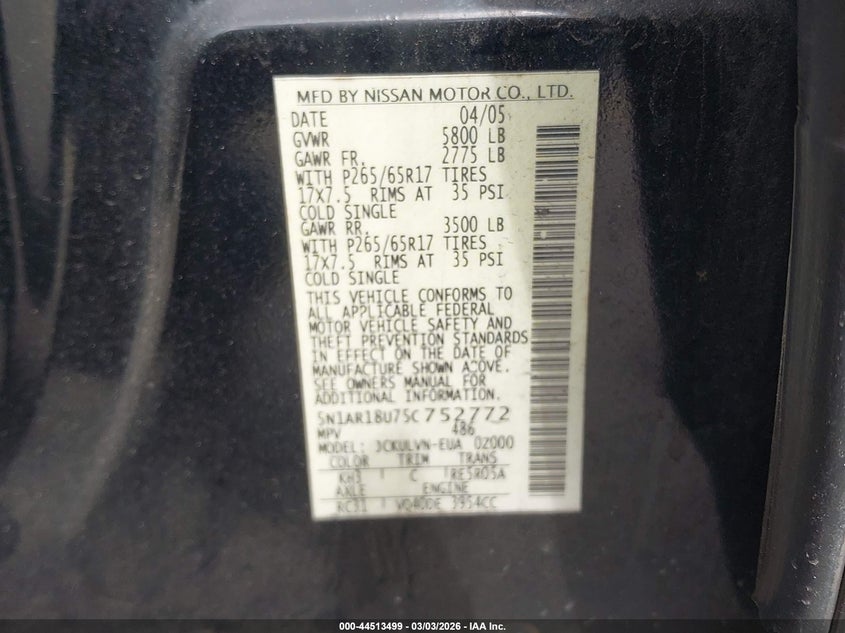 MFD BY NISSAN MOTOR CO., LTD.
DATE 04/05
GVWR 5800 LB
GAWR FR. 2775 LB
WITH P265/65R17 TIRES
17x7.5 RIMS AT 35 PSI
COLD SINGLE
GAWR RR. 3500 LB
WITH P265/65R17 TIRES
17x7.5 RIMS AT 35 PSI
COLD SINGLE
THIS VEHICLE CONFORMS TO
ALL APPLICABLE FEDERAL
MOTOR VEHICLE SAFETY AND
THEFT PREVENTION STANDARDS
IN EFFECT ON THE DATE OF
MANUFACTURE SHOWN ABOVE.
SEE OWNERS MANUAL FOR
ADDITIONAL INFORMATION.
5N1AR18U75C752772
MPV 486
MODEL: JCKULVN-EUA 02000
COLOR TRIM TRANS
KH3 C RE5R05A
AXLE ENGINE
RC31 VQ40DE 3954CC
000-44513499 - 03/03/2026 - IAA Inc.